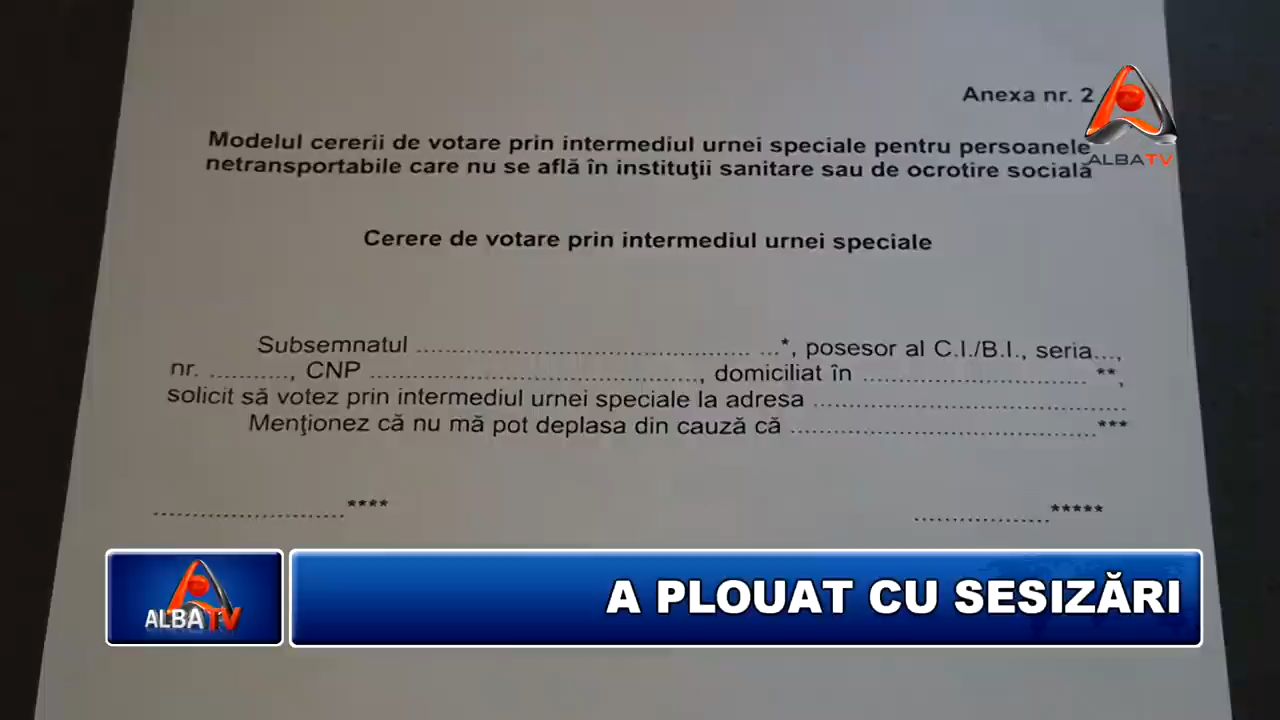 Anexa nr. 2
ALBATV
Modelul cererii de votare prin intermediul urnei speciale pentru persoanele
netransportabile care nu se află în instituţii sanitare sau de ocrotire socială
Cerere de votare prin intermediul urnei speciale
Subsemnatul ................................................ ...*, posesor al C.I./B.I., seria...,
nr. ..........., CNP ..............................................., domiciliat în ................................ **,
solicit să votez prin intermediul urnei speciale la adresa .............................................
Menţionez că nu mă pot deplasa din cauză că ............................................***
...........................****
...................*****
ALBATV
A PLOUAT CU SESIZĂRI